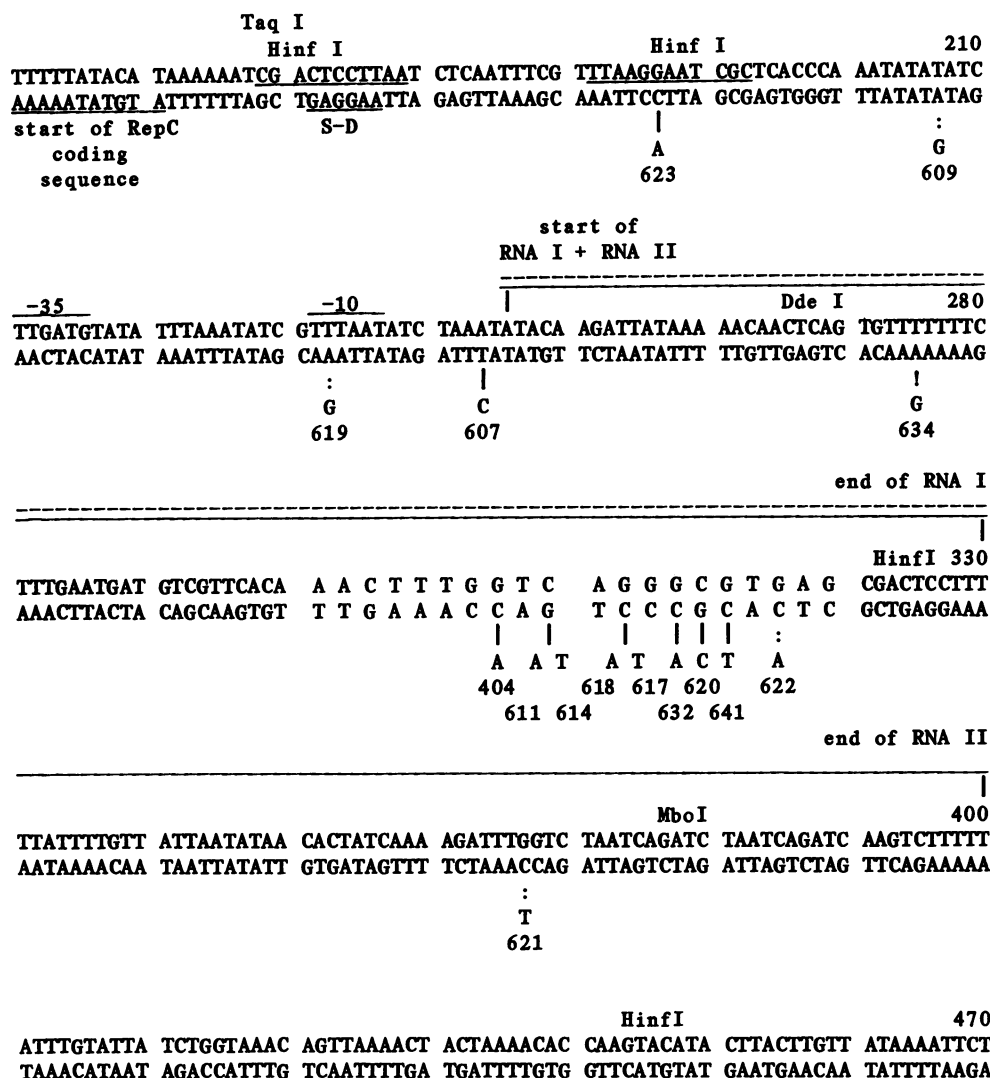 Taq I
Hinf I Hinf I 210
TTTTTATACA TAAAAAATCG ACTCCTTAAT CTCAATTTCG TTTAAGGAAT CGCTCACCCA AATATATATC
AAAAATATGT ATTTTTTAGC TGAGGAATTA GAGTTAAAGC AAATTCCTTA GCGAGTGGGT TTATATATAG
start of RepC S-D | :
coding A G
sequence 623 609
start of
RNA I + RNA II
-35 -10 Dde I 280
TTGATGTATA TTTAAATATC GTTTAATATC TAAATATACA AGATTATAAA AACAACTCAG TGTTTTTTTC
AACTACATAT AAATTTATAG CAAATTATAG ATTTATATGT TCTAATATTT TTGTTGAGTC ACAAAAAAAG
: | !
G C G
619 607 634
end of RNA I
HinfI 330
TTTGAATGAT GTCGTTCACA A A C T T T G G T C A G G G C G T G A G CGACTCCTTT
AAACTTACTA CAGCAAGTGT T T G A A A C C A G T C C C G C A C T C GCTGAGGAAA
| | | | | | :
A A T A T A C T A
404 618 617 620 622
611 614 632 641
end of RNA II
MboI 400
TTATTTTGTT ATTAATATAA CACTATCAAA AGATTTGGTC TAATCAGATC TAATCAGATC AAGTCTTTTT
AATAAAACAA TAATTATATT GTGATAGTTT TCTAAACCAG ATTAGTCTAG ATTAGTCTAG TTCAGAAAAA
:
T
621
HinfI 470
ATTTGTATTA TCTGGTAAAC AGTTAAAACT ACTAAAACAC CAAGTACATA CTTACTTGTT ATAAAATTCT
TAAACATAAT AGACCATTTG TCAATTTTGA TGATTTTGTG GTTCATGTAT GAATGAACAA TATTTTAAGA